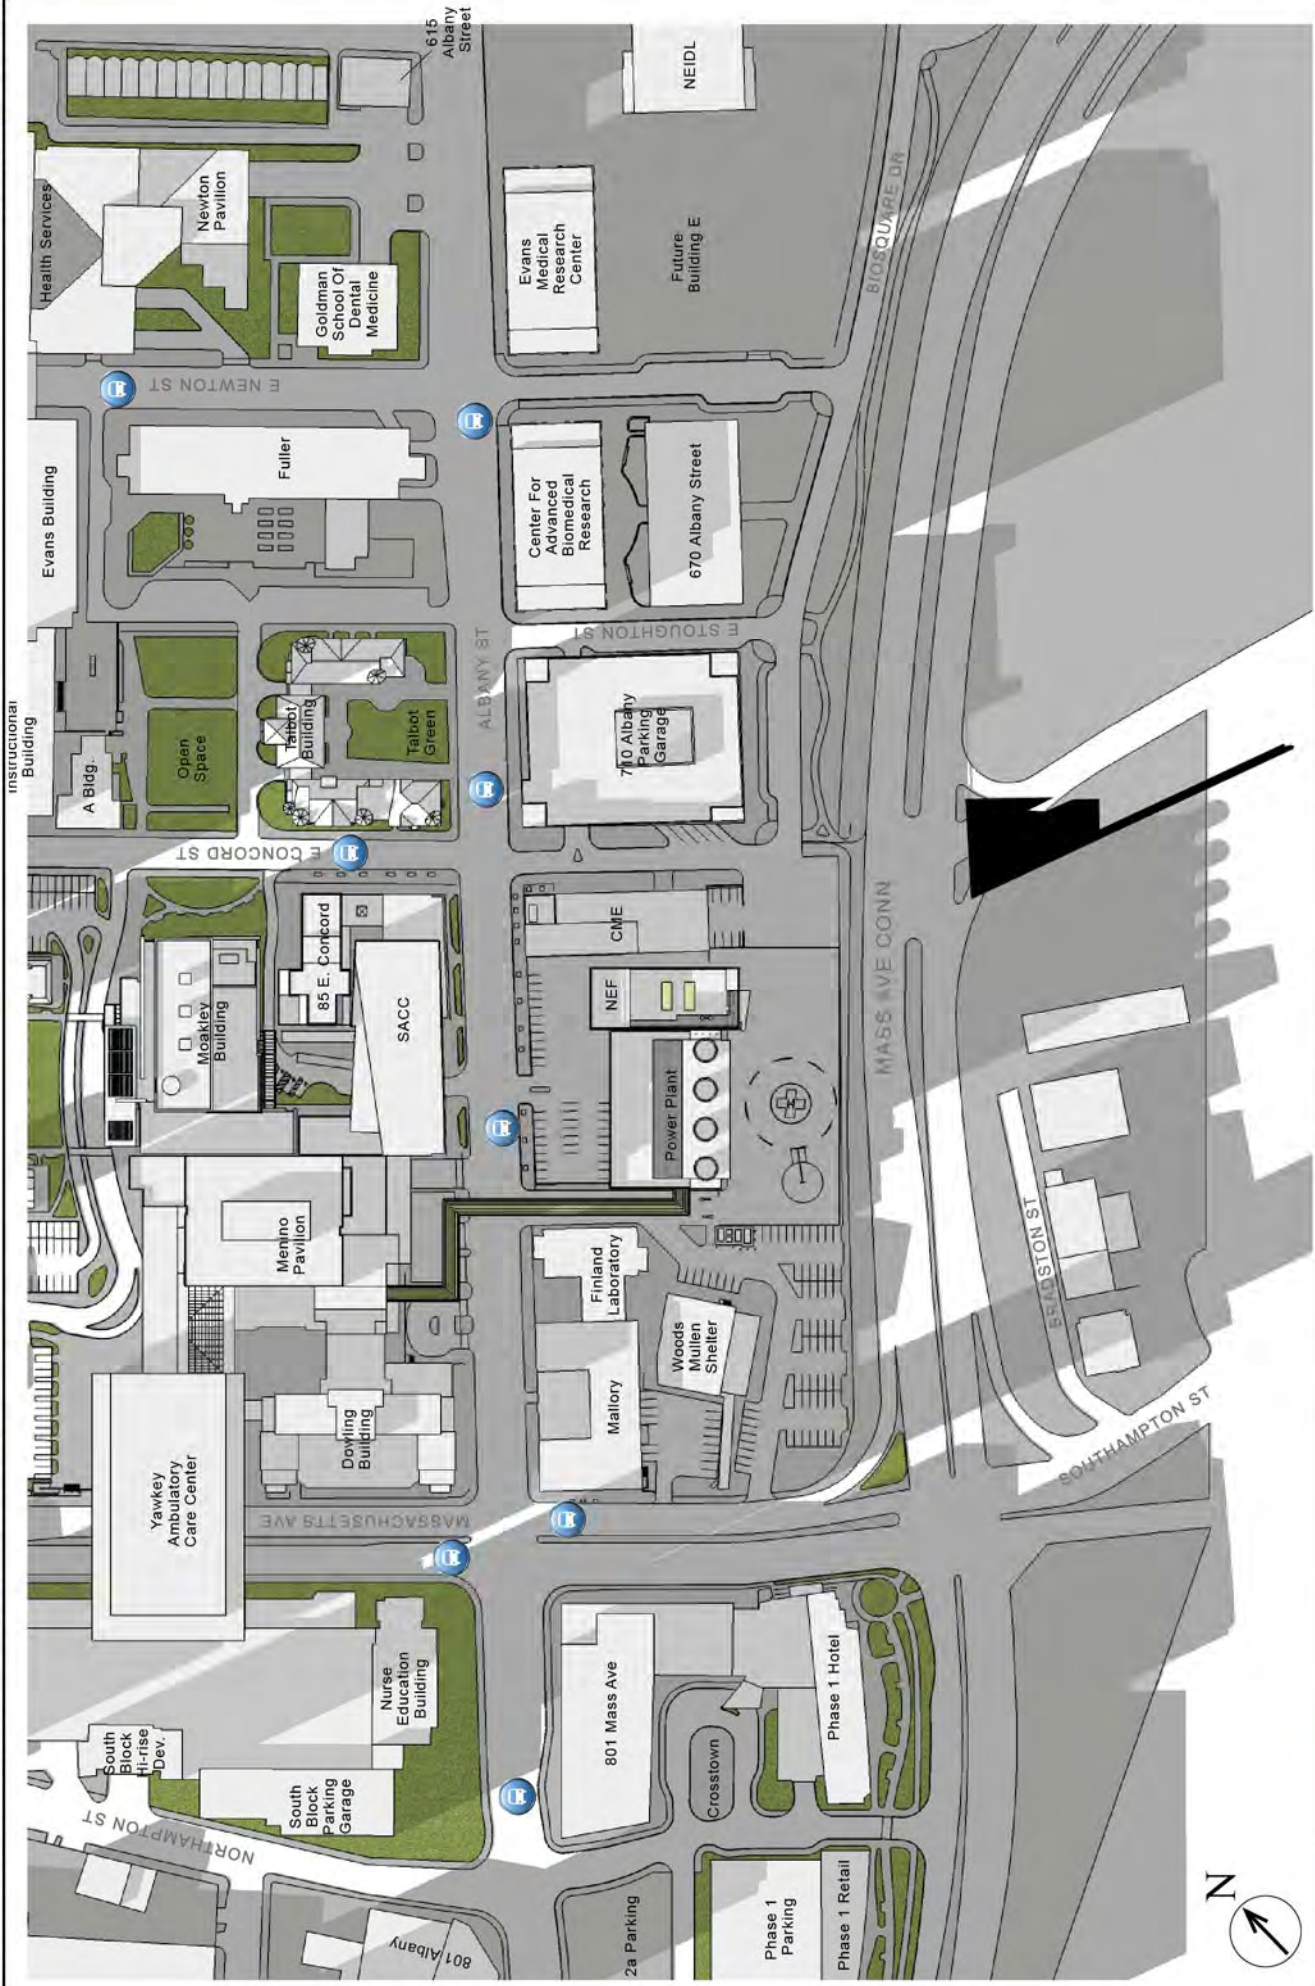 615
Albany
Street
NEIDL
Health Services
Newton
Pavilion
Goldman
School Of
Dental
Medicine
Evans
Medical
Research
Center
Future
Building E
BIOSQUARE DR
E NEWTON ST
Evans Building
Fuller
Center For
Advanced
Biomedical
Research
670 Albany Street
E STOUGHTON ST
ALBANY ST
Instructional
Building
A Bldg.
Open
Space
Talbot
Building
Talbot
Green
710 Albany
Parking
Garage
E CONCORD ST
Moakley
Building
85 E. Concord
SACC
CME
NEF
Power Plant
MASS AVE CONN
Menino
Pavilion
Finland
Laboratory
Woods
Mullen
Shelter
Mallory
Dowling
Building
Yawkey
Ambulatory
Care Center
BRADSTON ST
SOUTHAMPTON ST
MASSACHUSETTS AVE
Nurse
Education
Building
South
Block
Hi-rise
Dev.
South
Block
Parking
Garage
NORTHAMPTON ST
801 Mass Ave
Crosstown
Phase 1 Hotel
801 Albany
2a Parking
Phase 1
Parking
Phase 1 Retail
N